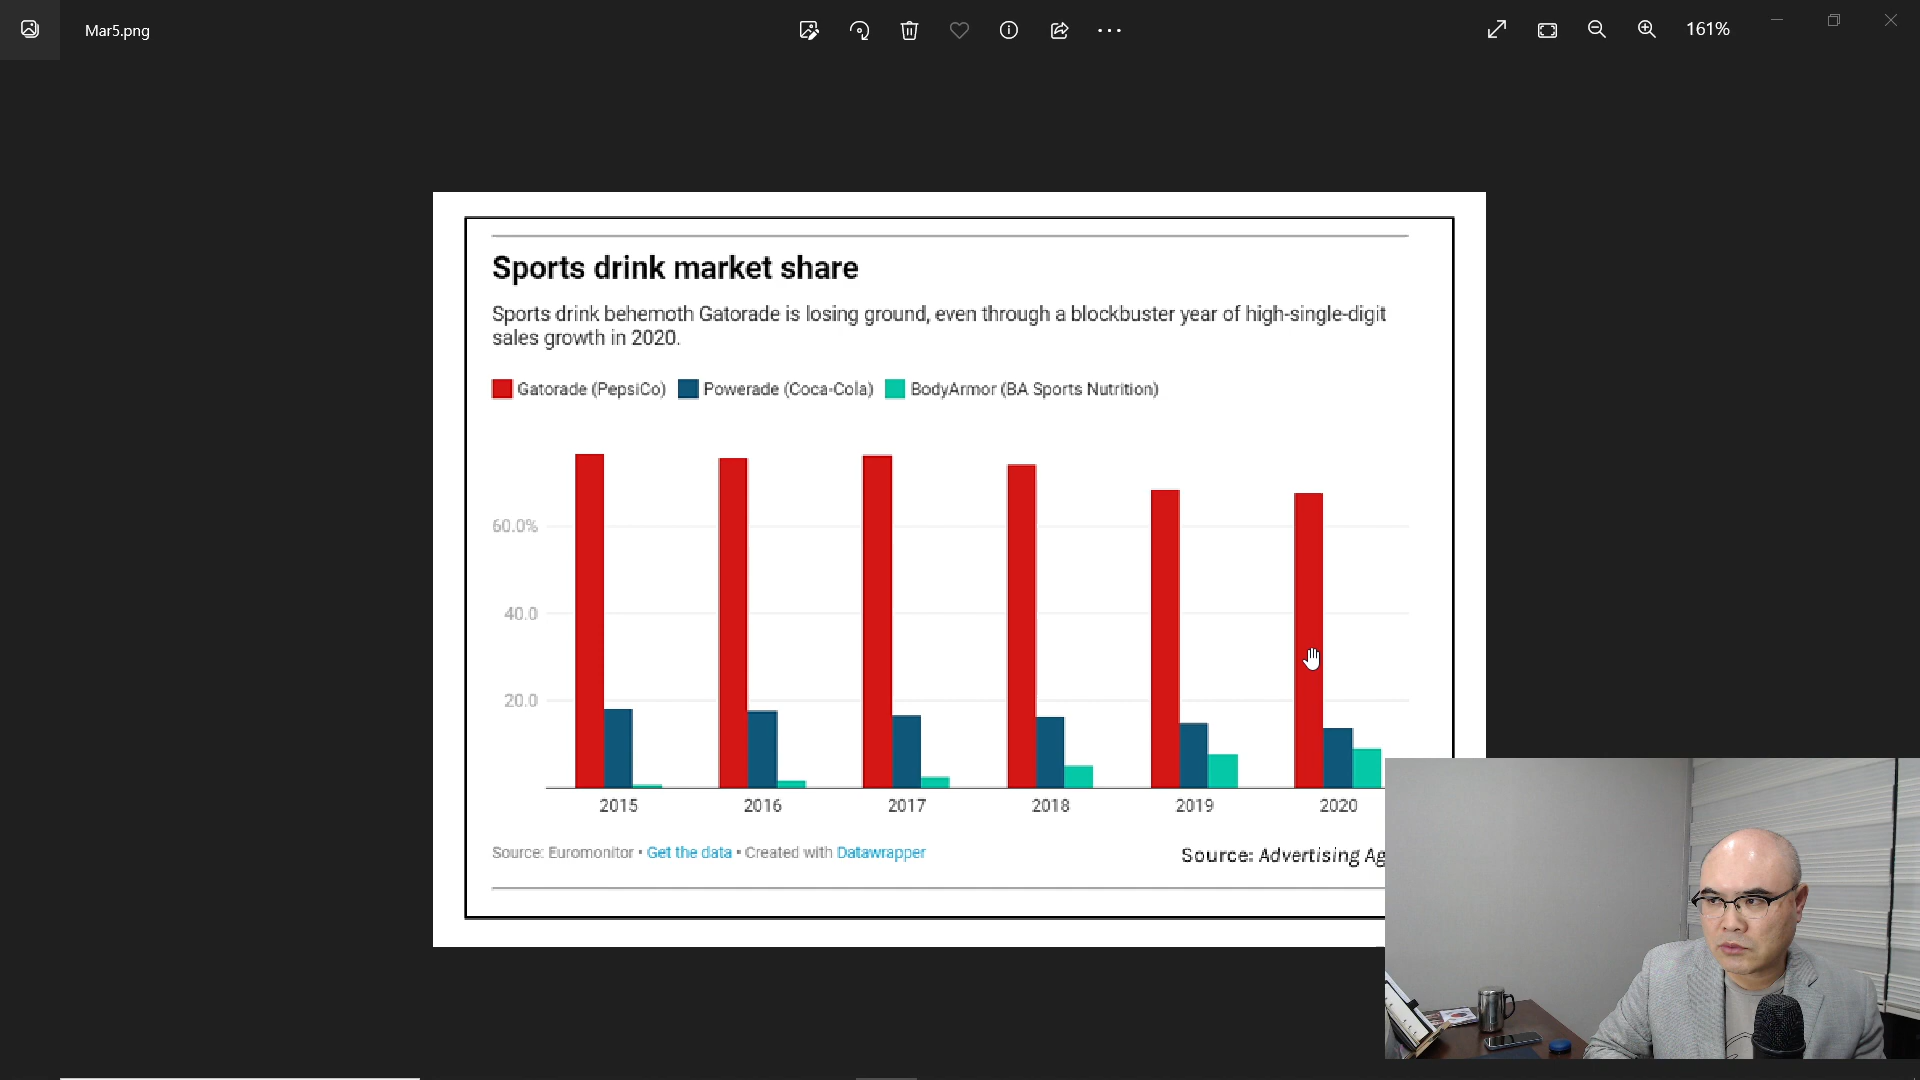 Mar5.png
161%
Sports drink market share
Sports drink behemoth Gatorade is losing ground, even through a blockbuster year of high-single-digit
sales growth in 2020.
Gatorade (PepsiCo) Powerade (Coca-Cola) BodyArmor (BA Sports Nutrition)
60.0%
40.0
20.0
2015 2016 2017 2018 2019 2020
Source: Euromonitor • Get the data • Created with Datawrapper
Source: Advertising Ag